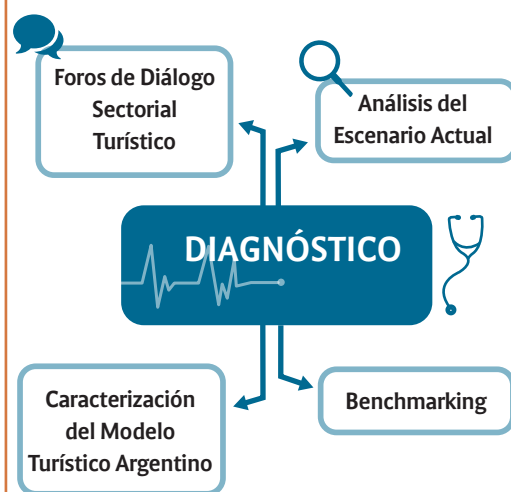 Foros de Diálogo
Sectorial
Turístico
Análisis del
Escenario Actual
DIAGNÓSTICO
Caracterización
del Modelo
Turístico Argentino
Benchmarking